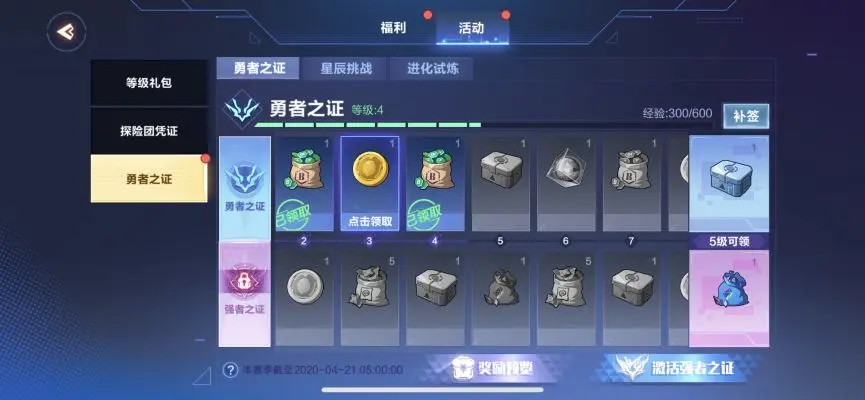 福利
活动
等级礼包
探险团凭证
勇者之证
勇者之证
星辰挑战
进化试炼
勇者之证 等级:4
经验:300/600
补签
勇者之证
1
已领取
1
点击领取
1
已领取
1
1
1
1
2
3
4
5
6
7
5级可领
强者之证
1
5
1
1
5
1
1
? 本赛季截至2020-04-21 05:00:00
奖励预览
激活强者之证